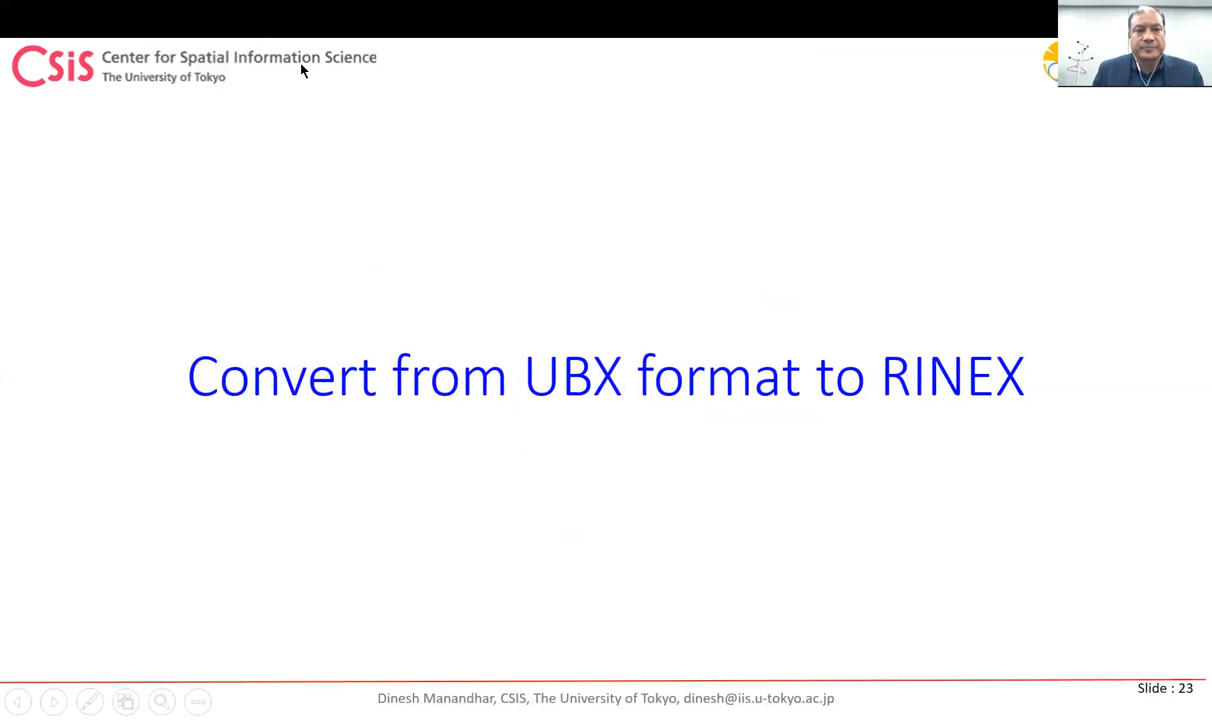 CSiS
Center for Spatial Information Science
The University of Tokyo
Convert from UBX format to RINEX
Dinesh Manandhar, CSIS, The University of Tokyo, dinesh@iis.u-tokyo.ac.jp
Slide : 23